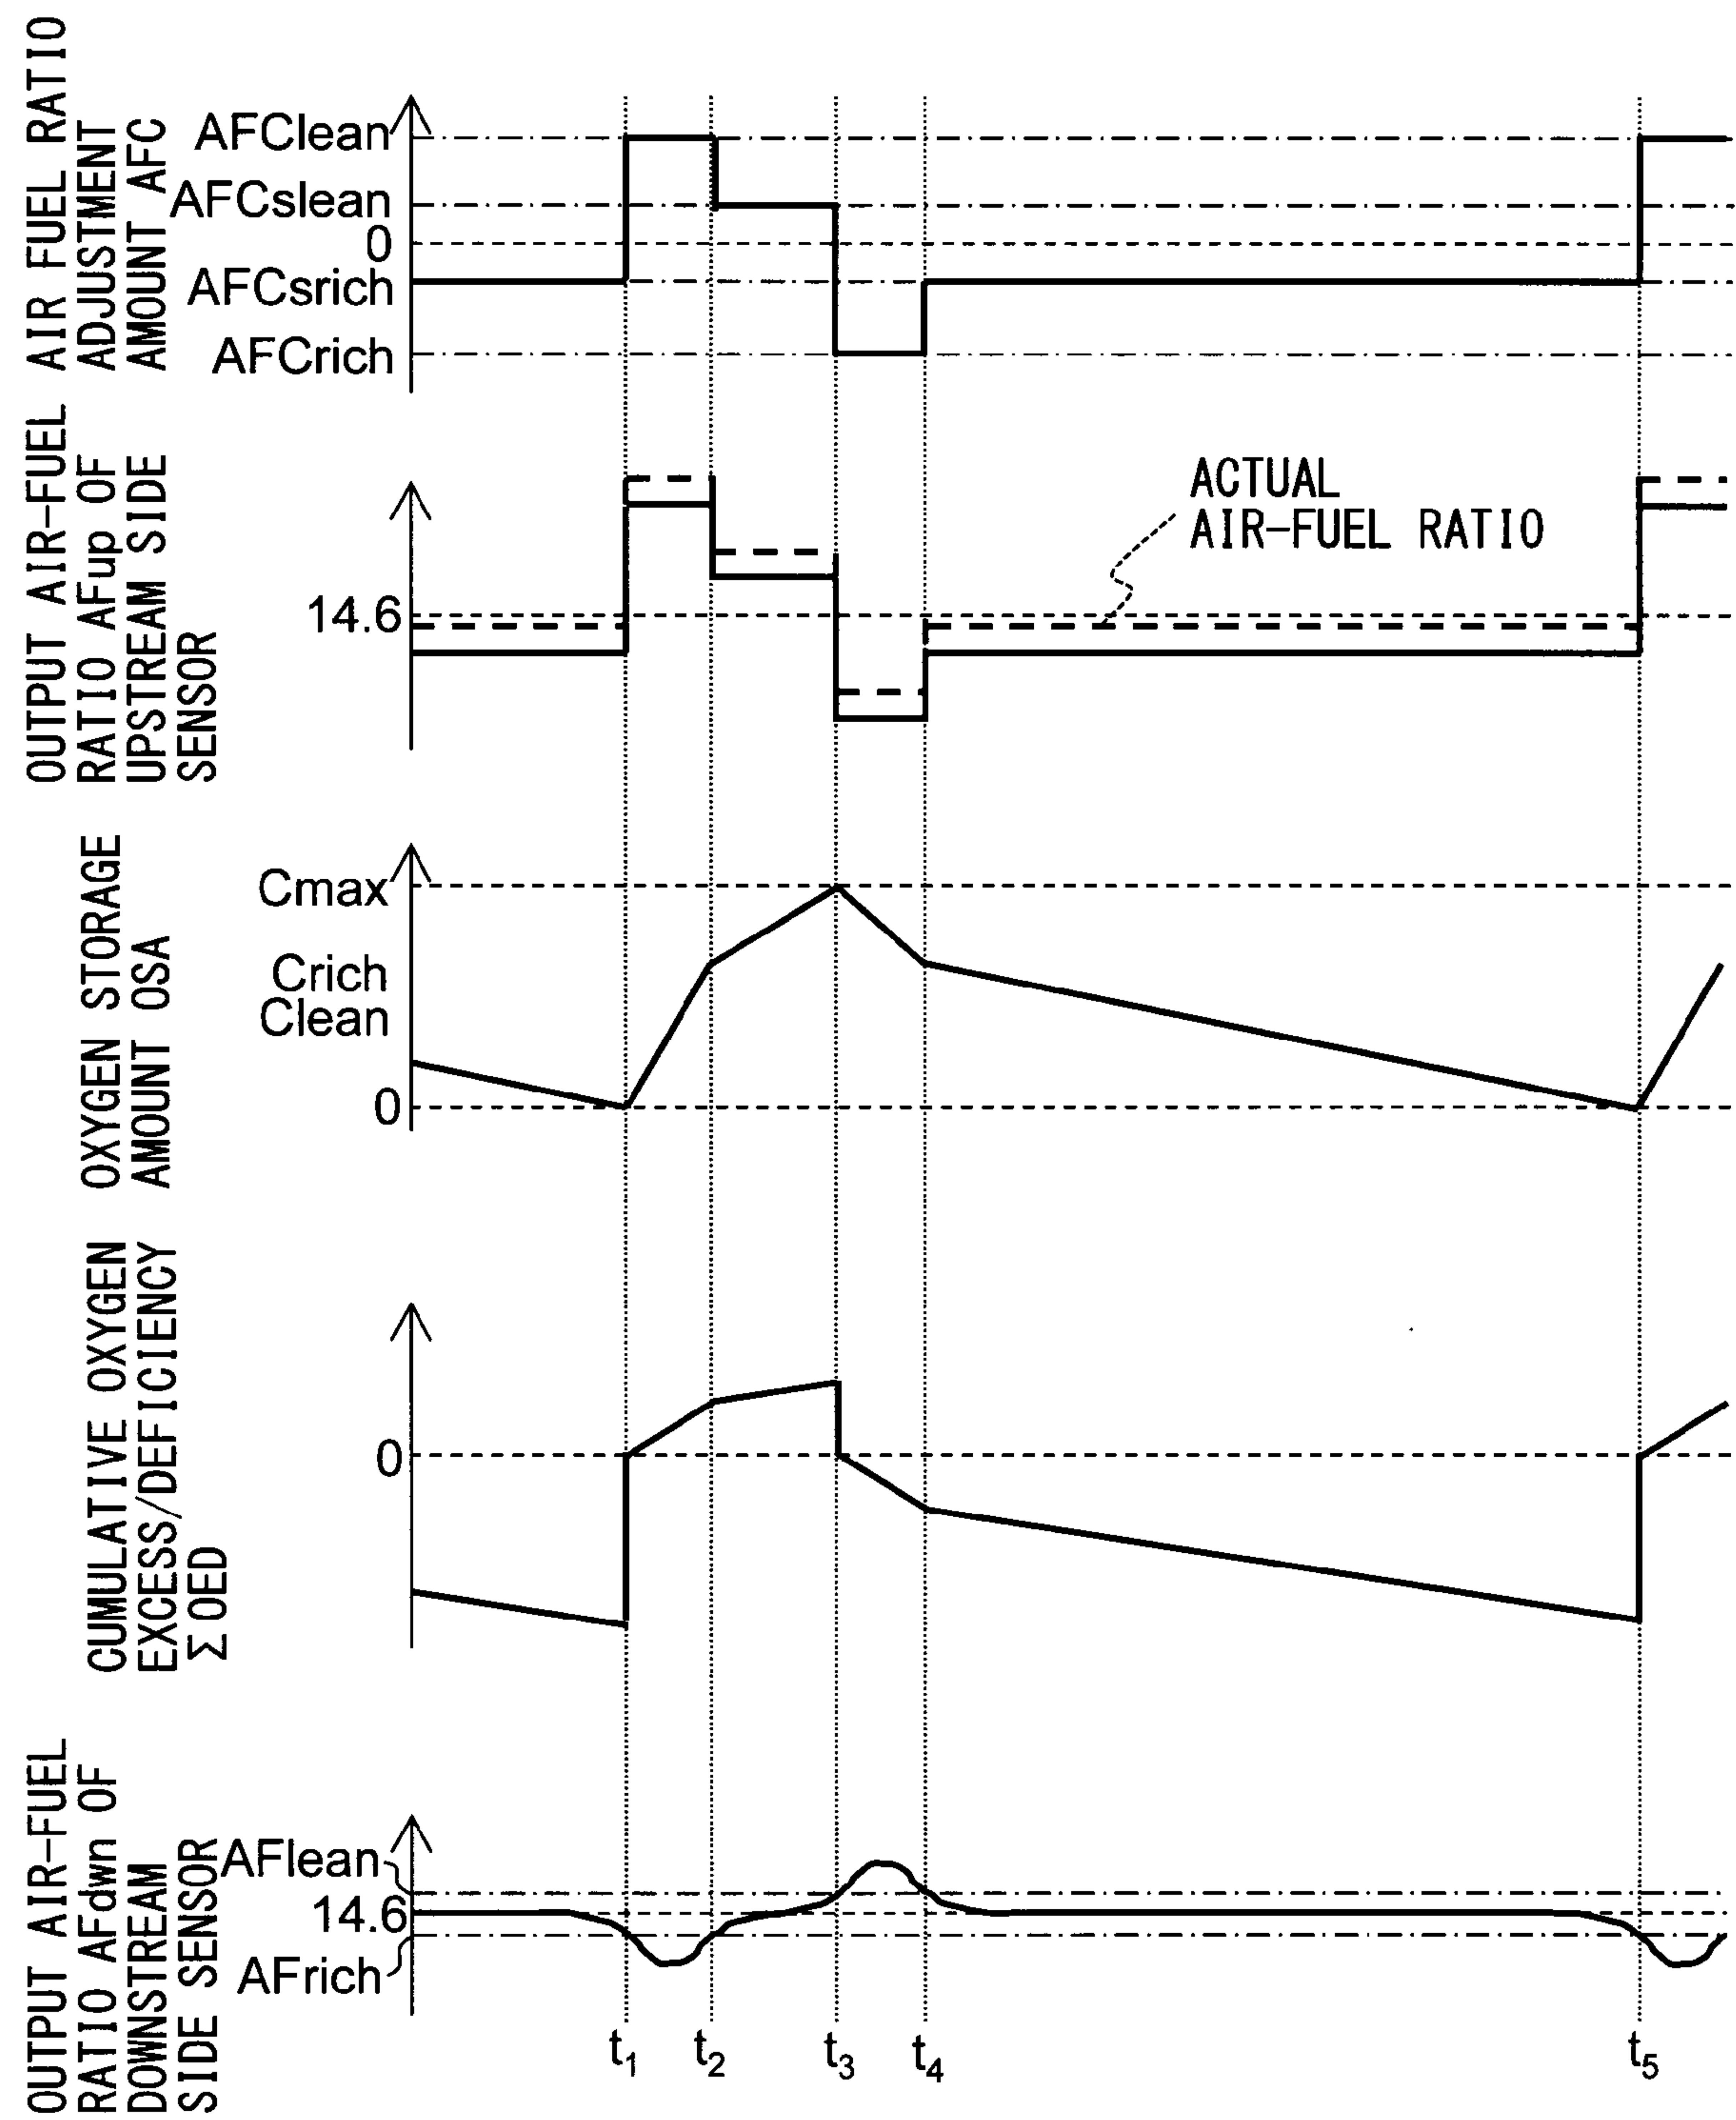 AIR FUEL RATIO
ADJUSTMENT
AMOUNT AFC
AFClean
AFCslean
0
AFCsrich
AFCrich
OUTPUT AIR-FUEL
RATIO AFup OF
UPSTREAM SIDE
SENSOR
14.6
ACTUAL
AIR-FUEL RATIO
OXYGEN STORAGE
AMOUNT OSA
Cmax
Crich
Clean
0
CUMULATIVE OXYGEN
EXCESS/DEFICIENCY
ΣOED
0
OUTPUT AIR-FUEL
RATIO AFdwn OF
DOWNSTREAM
SIDE SENSOR
AFlean
14.6
AFrich
t1 t2 t3 t4 t5